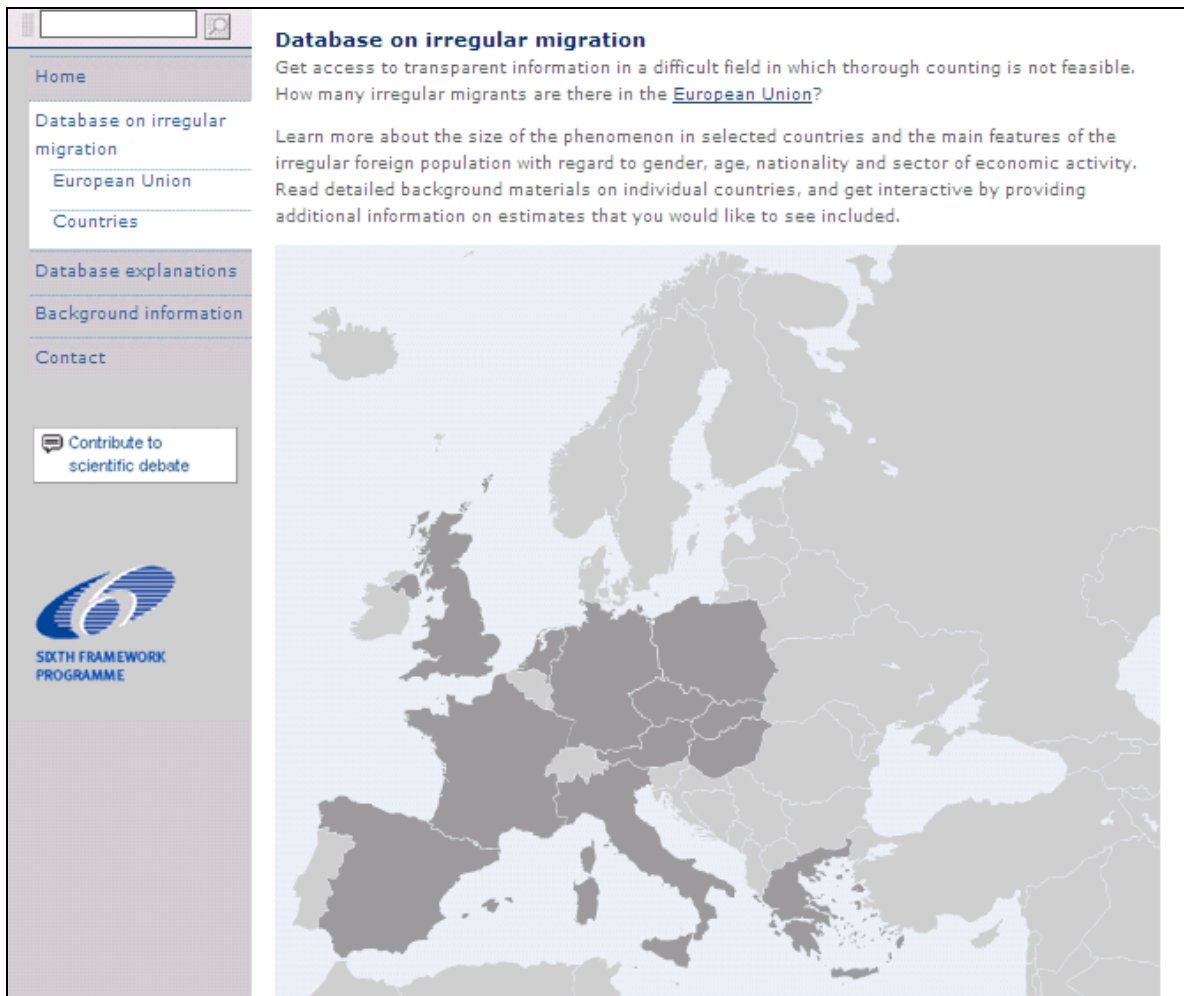 Home
Database on irregular
migration
European Union
Countries
Database explanations
Background information
Contact
Contribute to
scientific debate
SIXTH FRAMEWORK
PROGRAMME
Database on irregular migration
Get access to transparent information in a difficult field in which thorough counting is not feasible.
How many irregular migrants are there in the European Union?
Learn more about the size of the phenomenon in selected countries and the main features of the
irregular foreign population with regard to gender, age, nationality and sector of economic activity.
Read detailed background materials on individual countries, and get interactive by providing
additional information on estimates that you would like to see included.